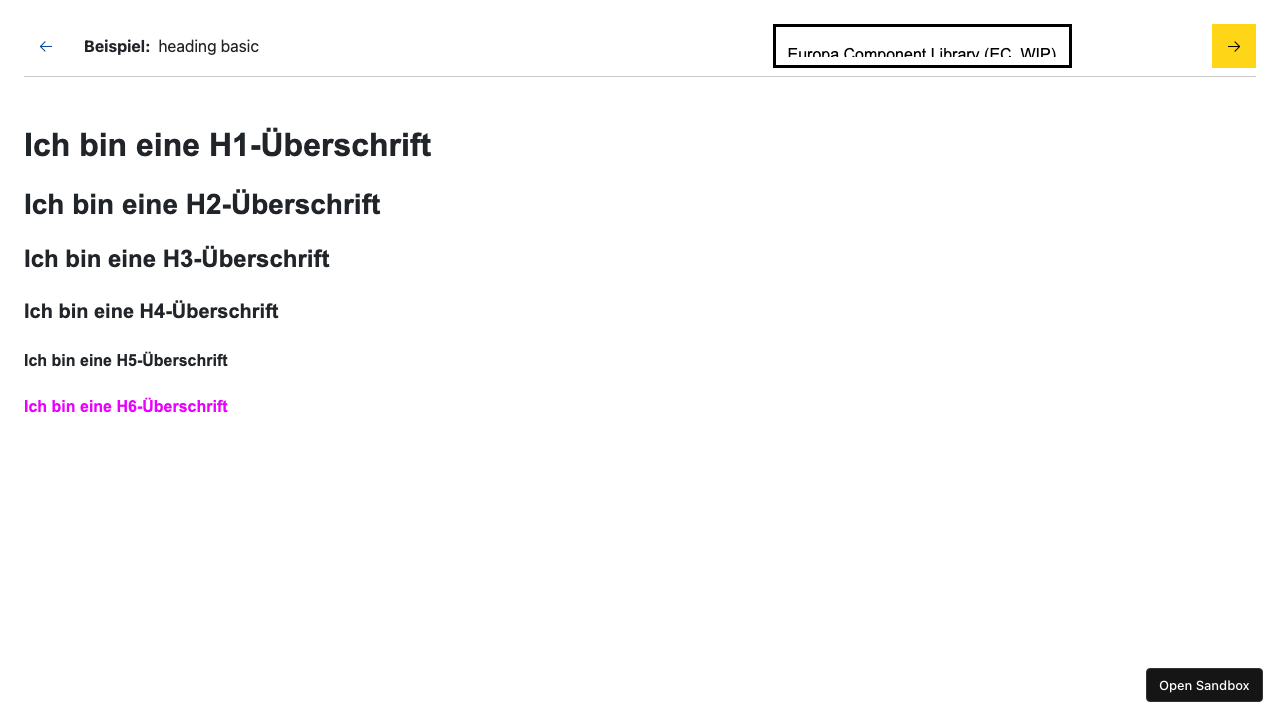 Beispiel: heading basic
Europa Component Library (EC, WIP)
Ich bin eine H1-Überschrift
Ich bin eine H2-Überschrift
Ich bin eine H3-Überschrift
Ich bin eine H4-Überschrift
Ich bin eine H5-Überschrift
Ich bin eine H6-Überschrift
Open Sandbox